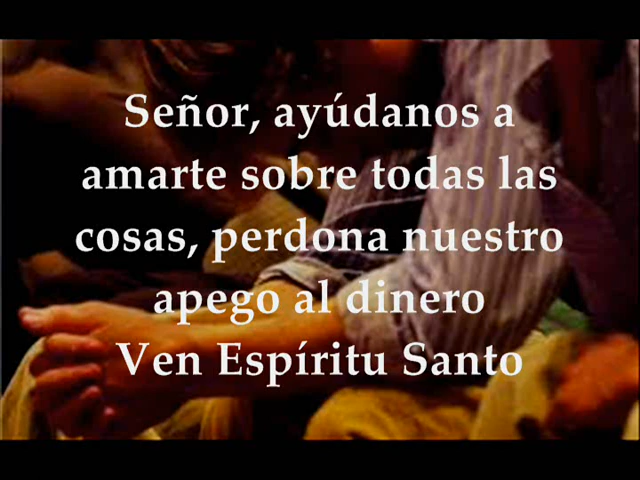 Señor, ayúdanos a
amarte sobre todas las
cosas, perdona nuestro
apego al dinero
Ven Espíritu Santo